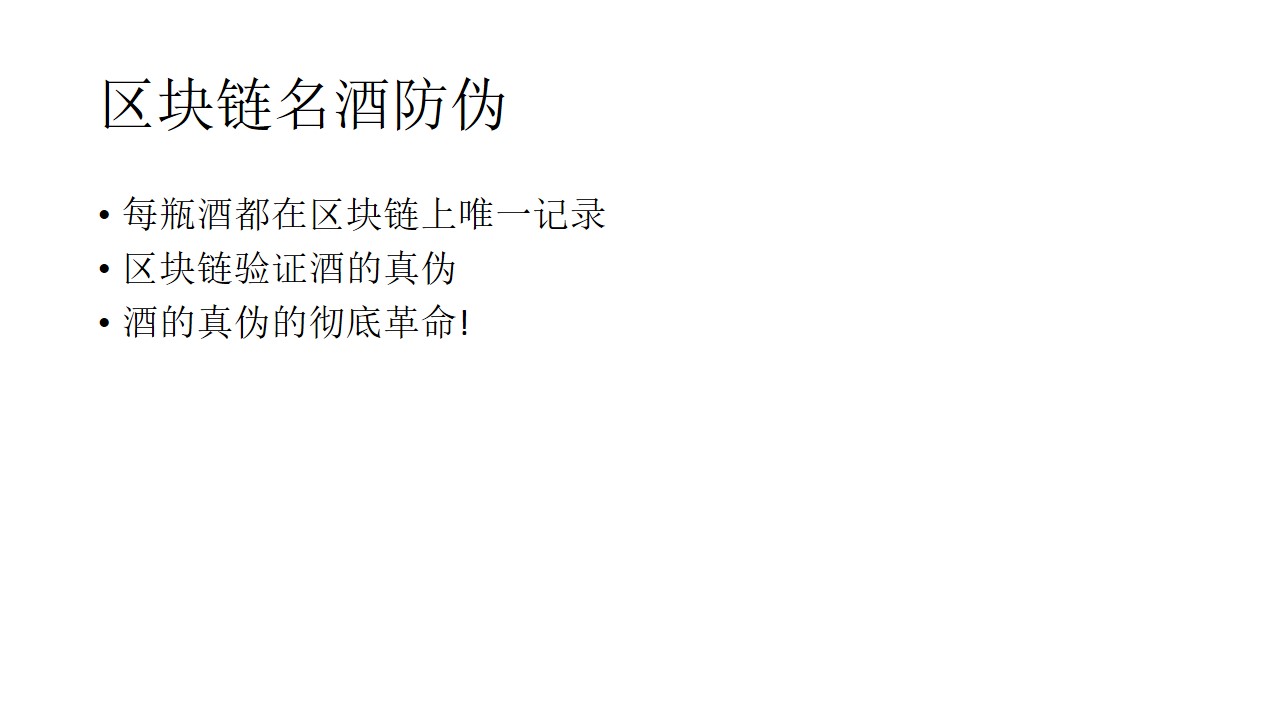 区块链名酒防伪
• 每瓶酒都在区块链上唯一记录
• 区块链验证酒的真伪
• 酒的真伪的彻底革命!